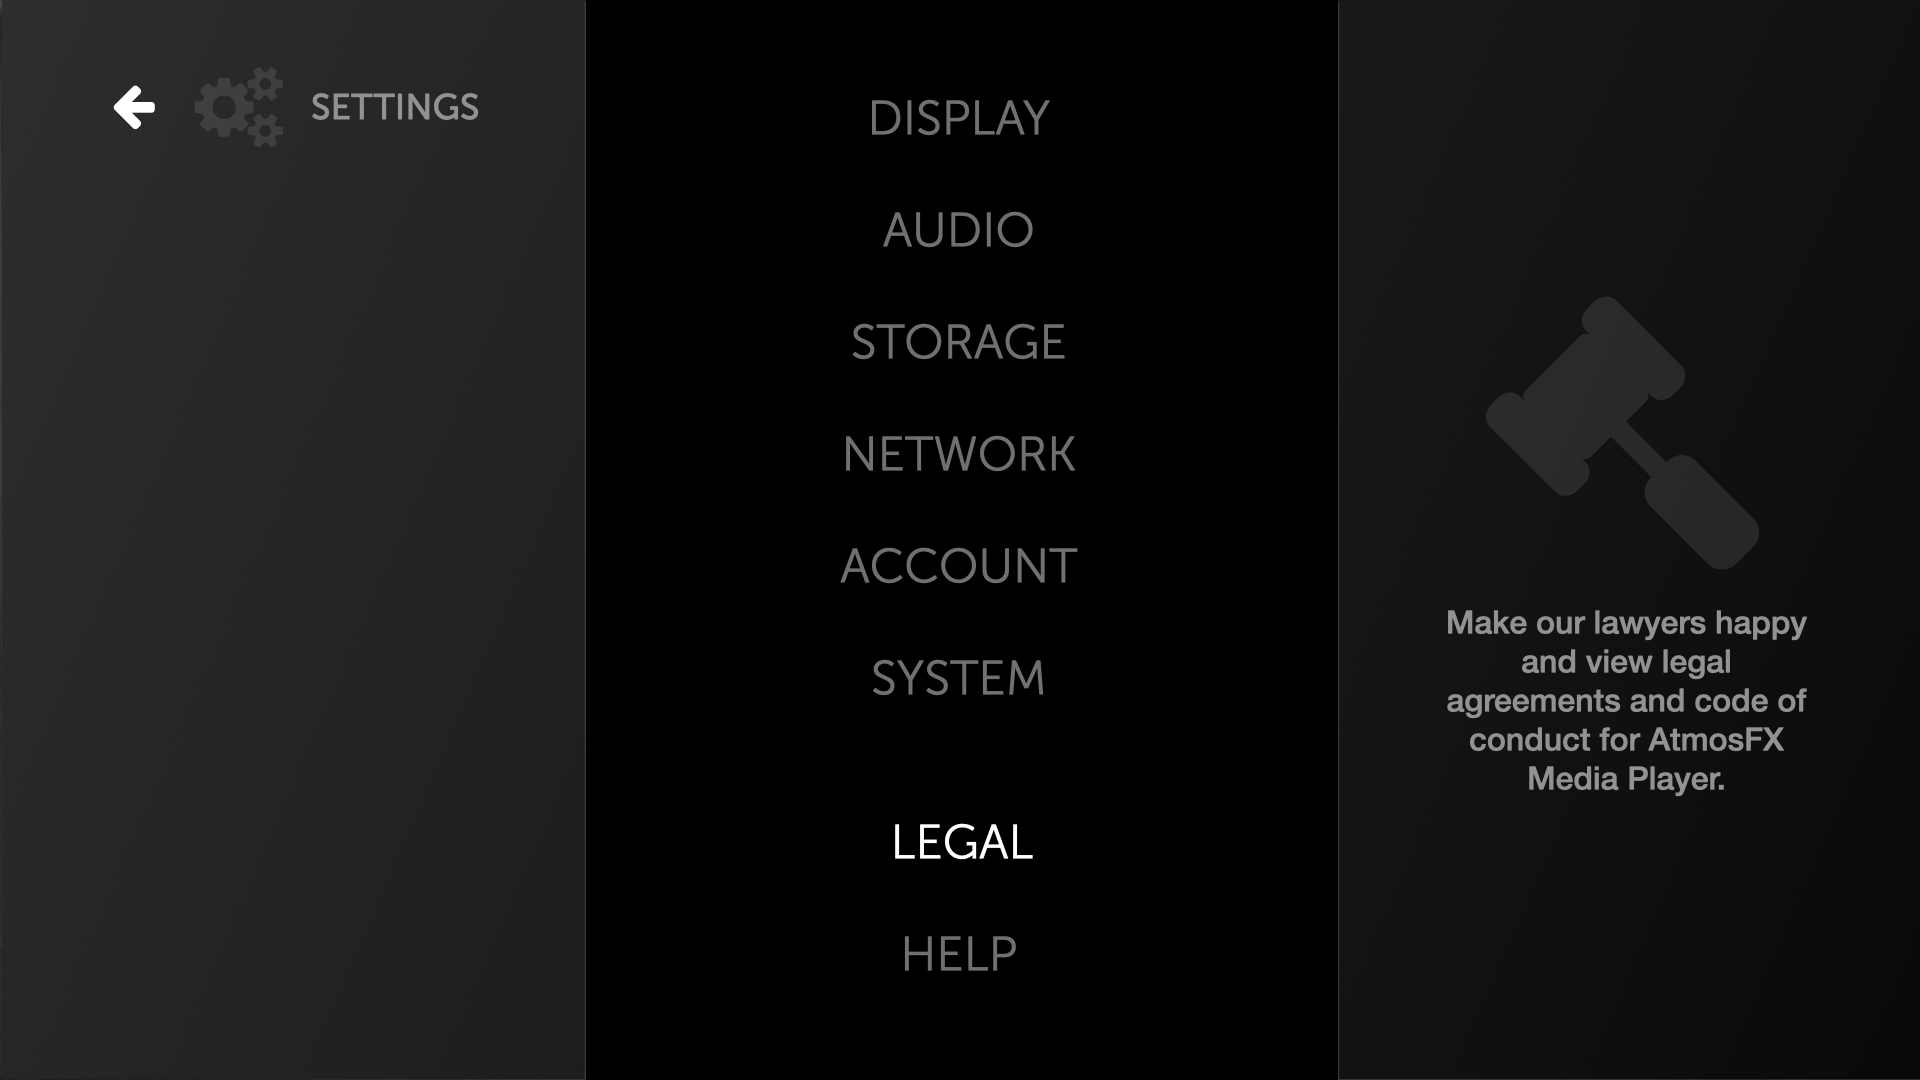 SETTINGS
DISPLAY
AUDIO
STORAGE
NETWORK
ACCOUNT
SYSTEM
LEGAL
HELP
Make our lawyers happy
and view legal
agreements and code of
conduct for AtmosFX
Media Player.